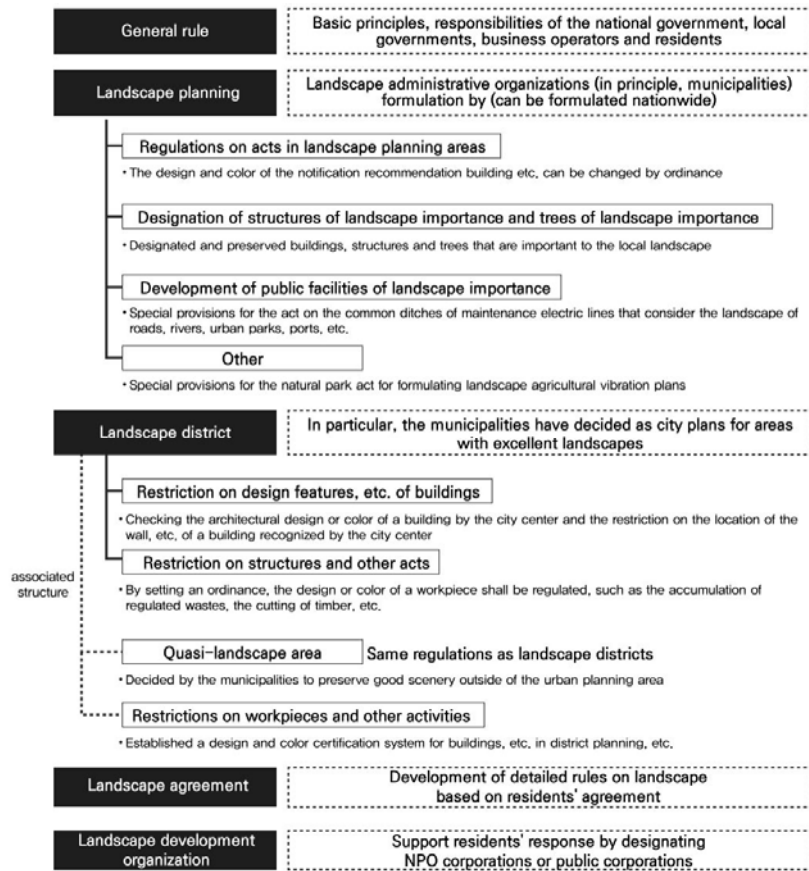 General rule
Basic principles, responsibilities of the national government, local
governments, business operators and residents
Landscape planning
Landscape administrative organizations (in principle, municipalities)
formulation by (can be formulated nationwide)
Regulations on acts in landscape planning areas
• The design and color of the notification recommendation building etc. can be changed by ordinance
Designation of structures of landscape importance and trees of landscape importance
• Designated and preserved buildings, structures and trees that are important to the local landscape
Development of public facilities of landscape importance
• Special provisions for the act on the common ditches of maintenance electric lines that consider the landscape of
roads, rivers, urban parks, ports, etc.
Other
• Special provisions for the natural park act for formulating landscape agricultural vibration plans
Landscape district
In particular, the municipalities have decided as city plans for areas
with excellent landscapes
Restriction on design features, etc. of buildings
• Checking the architectural design or color of a building by the city center and the restriction on the location of the
wall, etc. of a building recognized by the city center
Restriction on structures and other acts
associated
structure
• By setting an ordinance, the design or color of a workpiece shall be regulated, such as the accumulation of
regulated wastes, the cutting of timber, etc.
Quasi-landscape area
Same regulations as landscape districts
• Decided by the municipalities to preserve good scenery outside of the urban planning area
Restrictions on workpieces and other activities
• Established a design and color certification system for buildings, etc. in district planning, etc.
Landscape agreement
Development of detailed rules on landscape
based on residents' agreement
Landscape development
organization
Support residents' response by designating
NPO corporations or public corporations